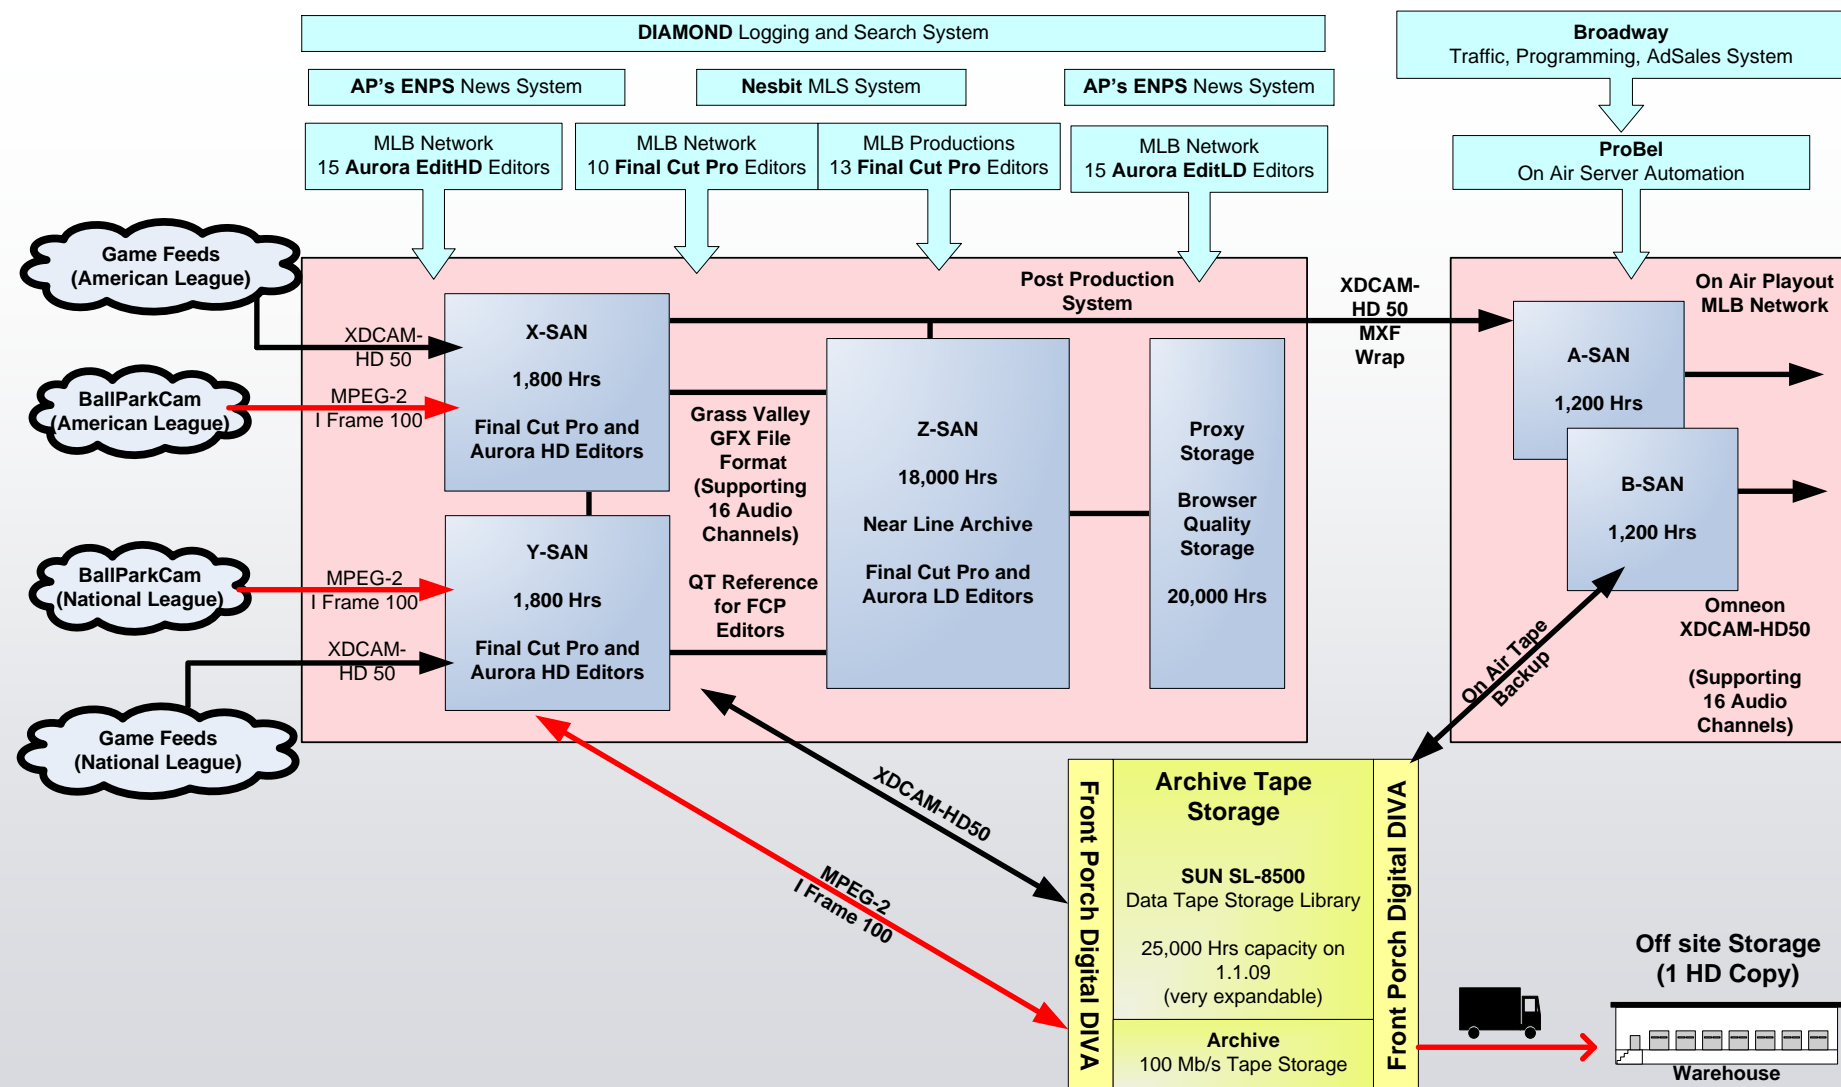 DIAMOND Logging and Search System
Broadway
Traffic, Programming, AdSales System
AP's ENPS News System
Nesbit MLS System
AP's ENPS News System
MLB Network
15 Aurora EditHD Editors
MLB Network
10 Final Cut Pro Editors
MLB Productions
13 Final Cut Pro Editors
MLB Network
15 Aurora EditLD Editors
ProBel
On Air Server Automation
Game Feeds
(American League)
XDCAM-
HD 50
BallParkCam
(American League)
MPEG-2
I Frame 100
BallParkCam
(National League)
MPEG-2
I Frame 100
XDCAM-
HD 50
Game Feeds
(National League)
Post Production
System
X-SAN
1,800 Hrs
Final Cut Pro and
Aurora HD Editors
Y-SAN
1,800 Hrs
Final Cut Pro and
Aurora HD Editors
Grass Valley
GFX File
Format
(Supporting
16 Audio
Channels)
QT Reference
for FCP
Editors
Z-SAN
18,000 Hrs
Near Line Archive
Final Cut Pro and
Aurora LD Editors
Proxy
Storage
Browser
Quality
Storage
20,000 Hrs
XDCAM-
HD 50
MXF
Wrap
On Air Playout
MLB Network
A-SAN
1,200 Hrs
B-SAN
1,200 Hrs
Omneon
XDCAM-HD50
(Supporting
16 Audio
Channels)
On Air Tape
Backup
XDCAM-HD50
MPEG-2
I Frame 100
Front Porch Digital DIVA
Archive Tape
Storage
SUN SL-8500
Data Tape Storage Library
25,000 Hrs capacity on
1.1.09
(very expandable)
Archive
100 Mb/s Tape Storage
Front Porch Digital DIVA
Off site Storage
(1 HD Copy)
Warehouse